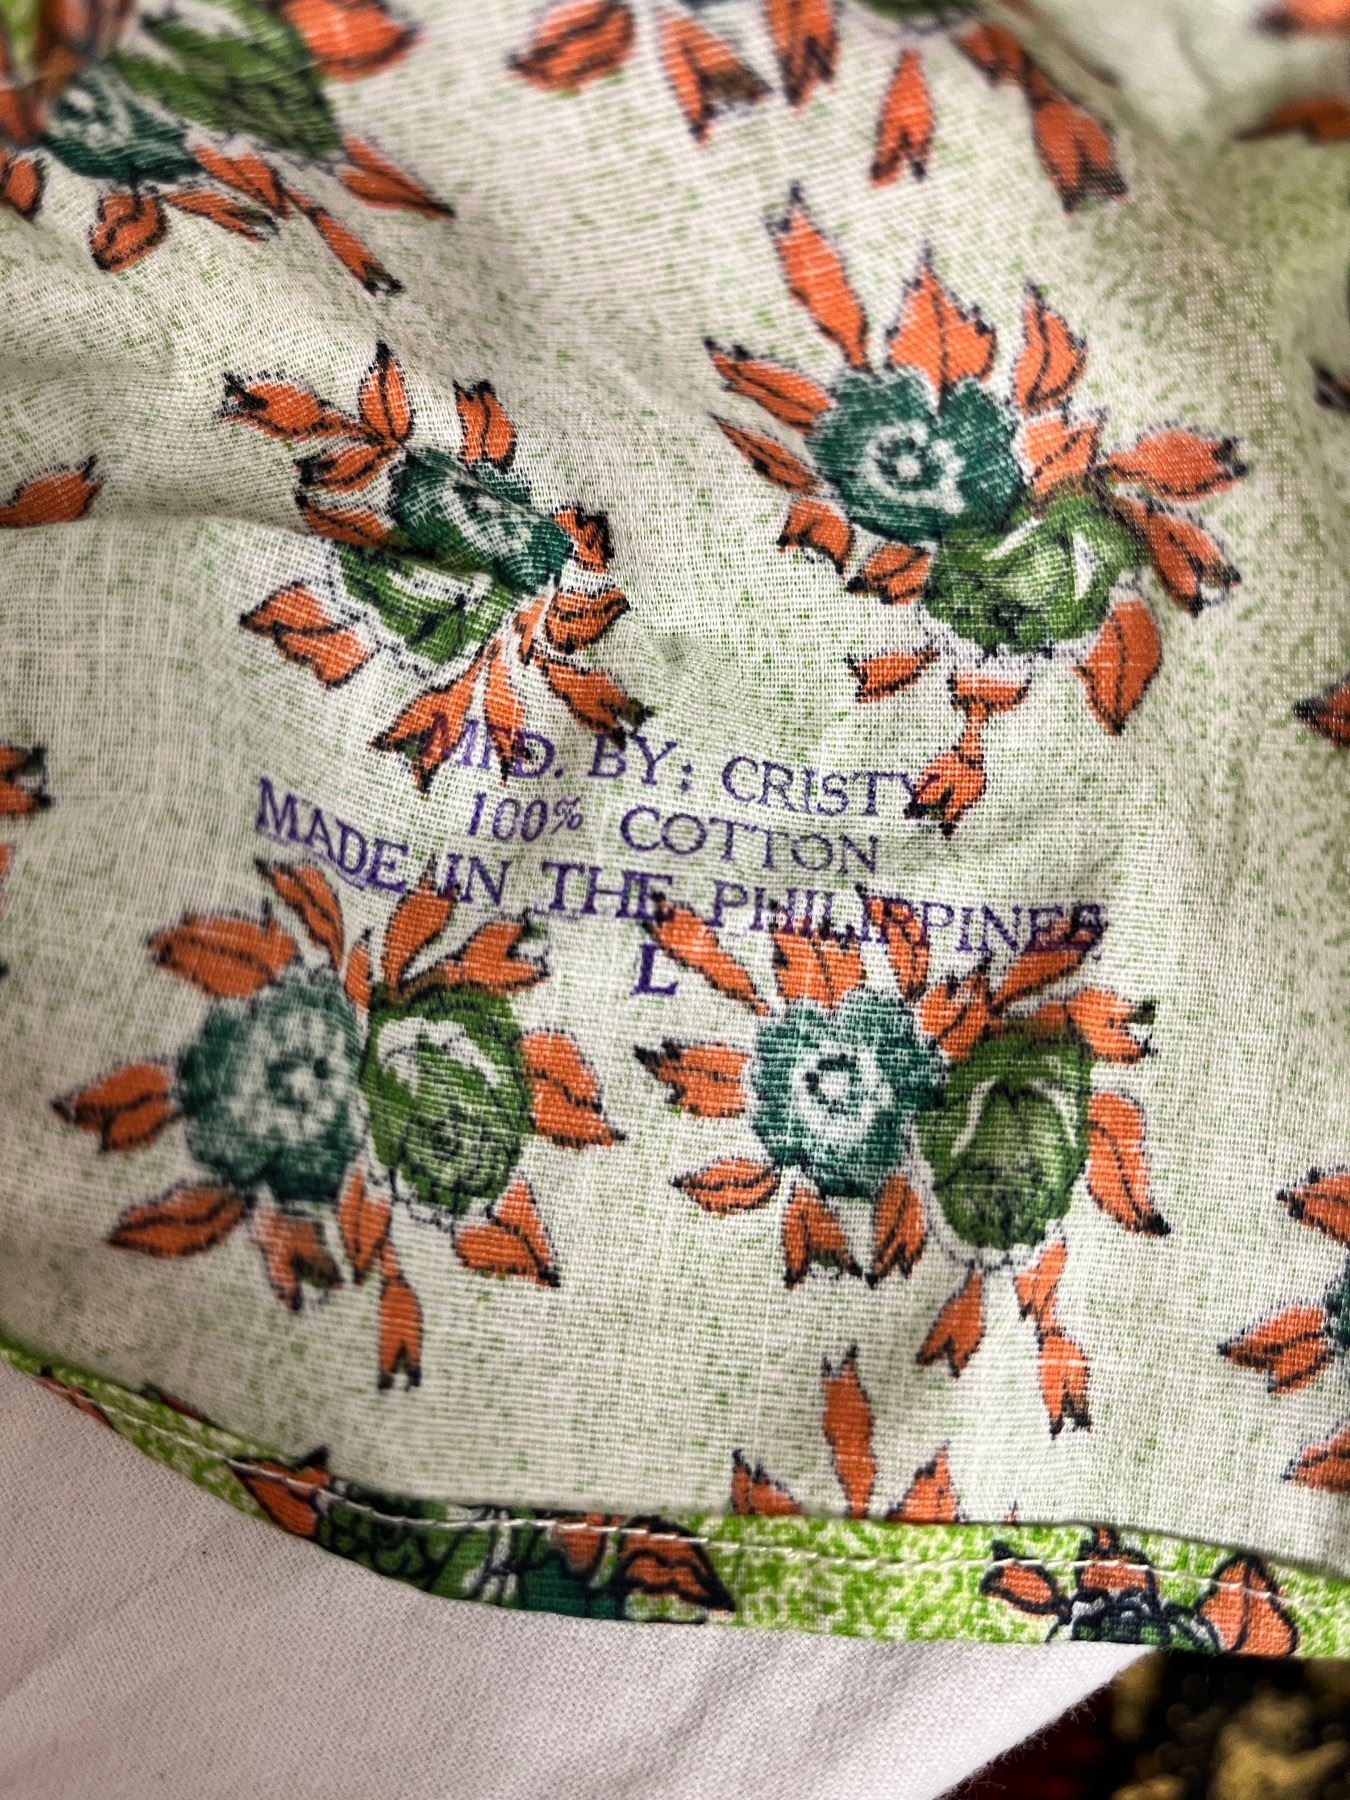 MFD. BY: CRISTY
100% COTTON
MADE IN THE PHILIPPINES
L